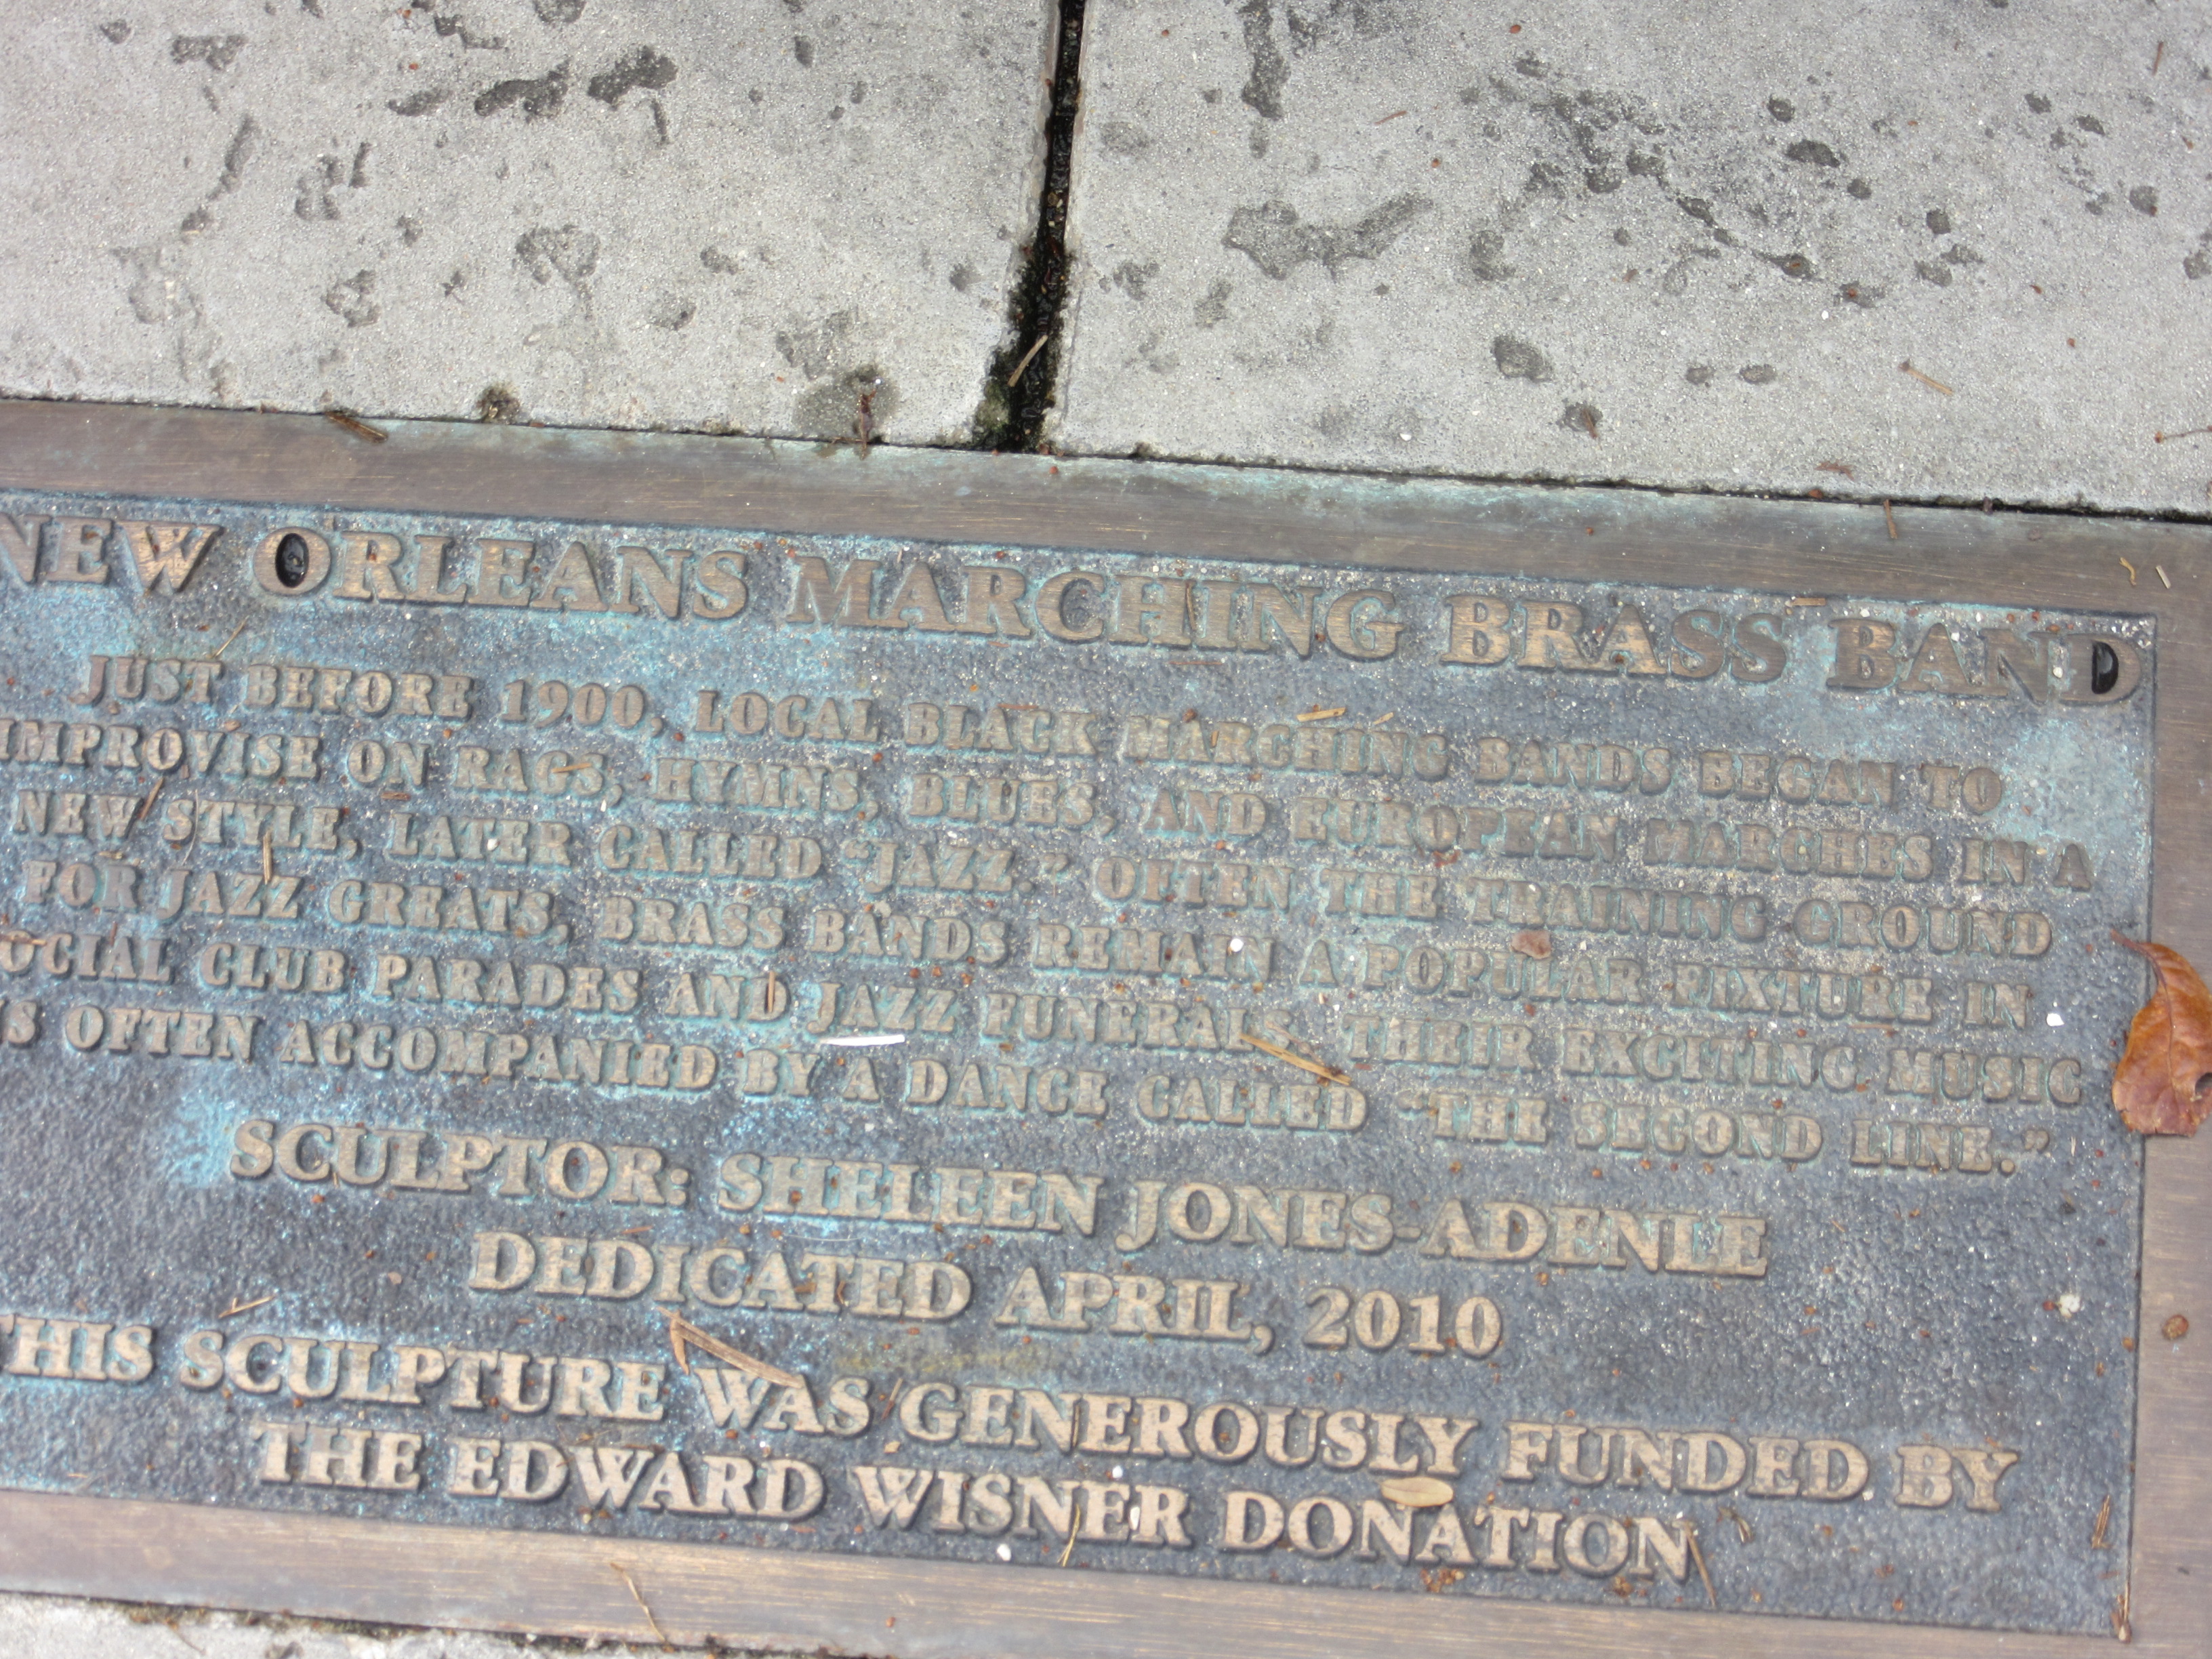 NEW ORLEANS MARCHING BRASS BAND
JUST BEFORE 1900, LOCAL BLACK MARCHING BANDS BEGAN TO
IMPROVISE ON RAGS, HYMNS, BLUES, AND EUROPEAN MARCHES IN A
NEW STYLE, LATER CALLED "JAZZ." OFTEN THE TRAINING GROUND
FOR JAZZ GREATS, BRASS BANDS REMAIN A POPULAR FIXTURE IN
SOCIAL CLUB PARADES AND JAZZ FUNERALS. THEIR EXCITING MUSIC
IS OFTEN ACCOMPANIED BY A DANCE CALLED "THE SECOND LINE."
SCULPTOR: SHELEEN JONES-ADENLE
DEDICATED APRIL, 2010
THIS SCULPTURE WAS GENEROUSLY FUNDED BY
THE EDWARD WISNER DONATION